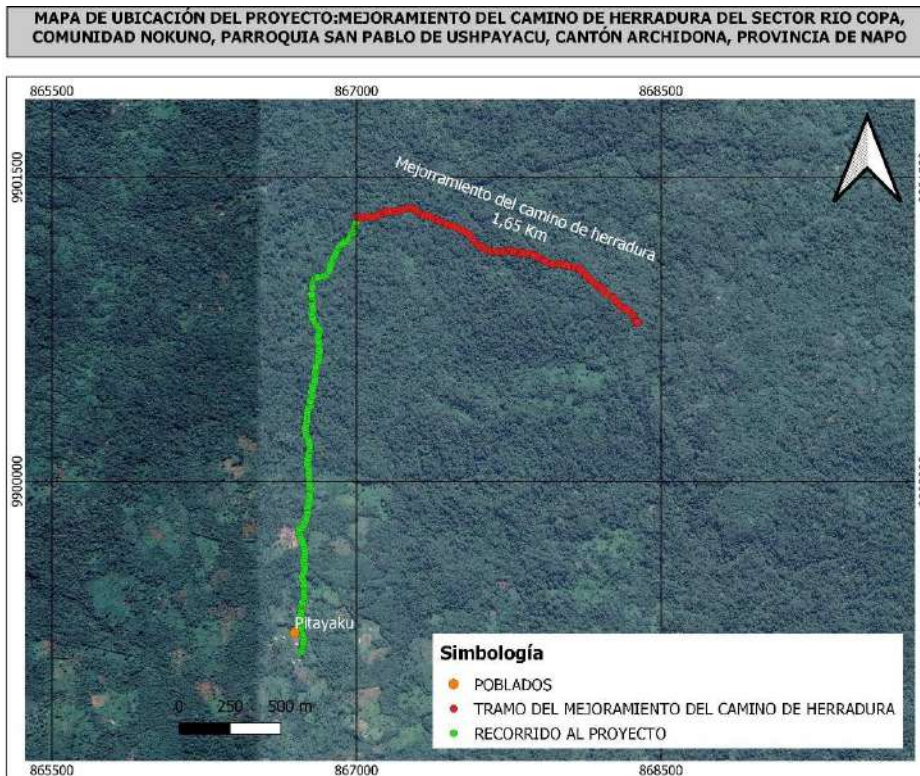 MAPA DE UBICACIÓN DEL PROYECTO:MEJORAMIENTO DEL CAMINO DE HERRADURA DEL SECTOR RIO COPA,
COMUNIDAD NOKUNO, PARROQUIA SAN PABLO DE USHPAYACU, CANTÓN ARCHIDONA, PROVINCIA DE NAPO
865500
867000
868500
9901500
Mejorramiento del camino de herradura
1,65 Km
9900000
Pitayaku
0
250
500 m
Simbología
POBLADOS
TRAMO DEL MEJORAMIENTO DEL CAMINO DE HERRADURA
RECORRIDO AL PROYECTO
865500
867000
868500